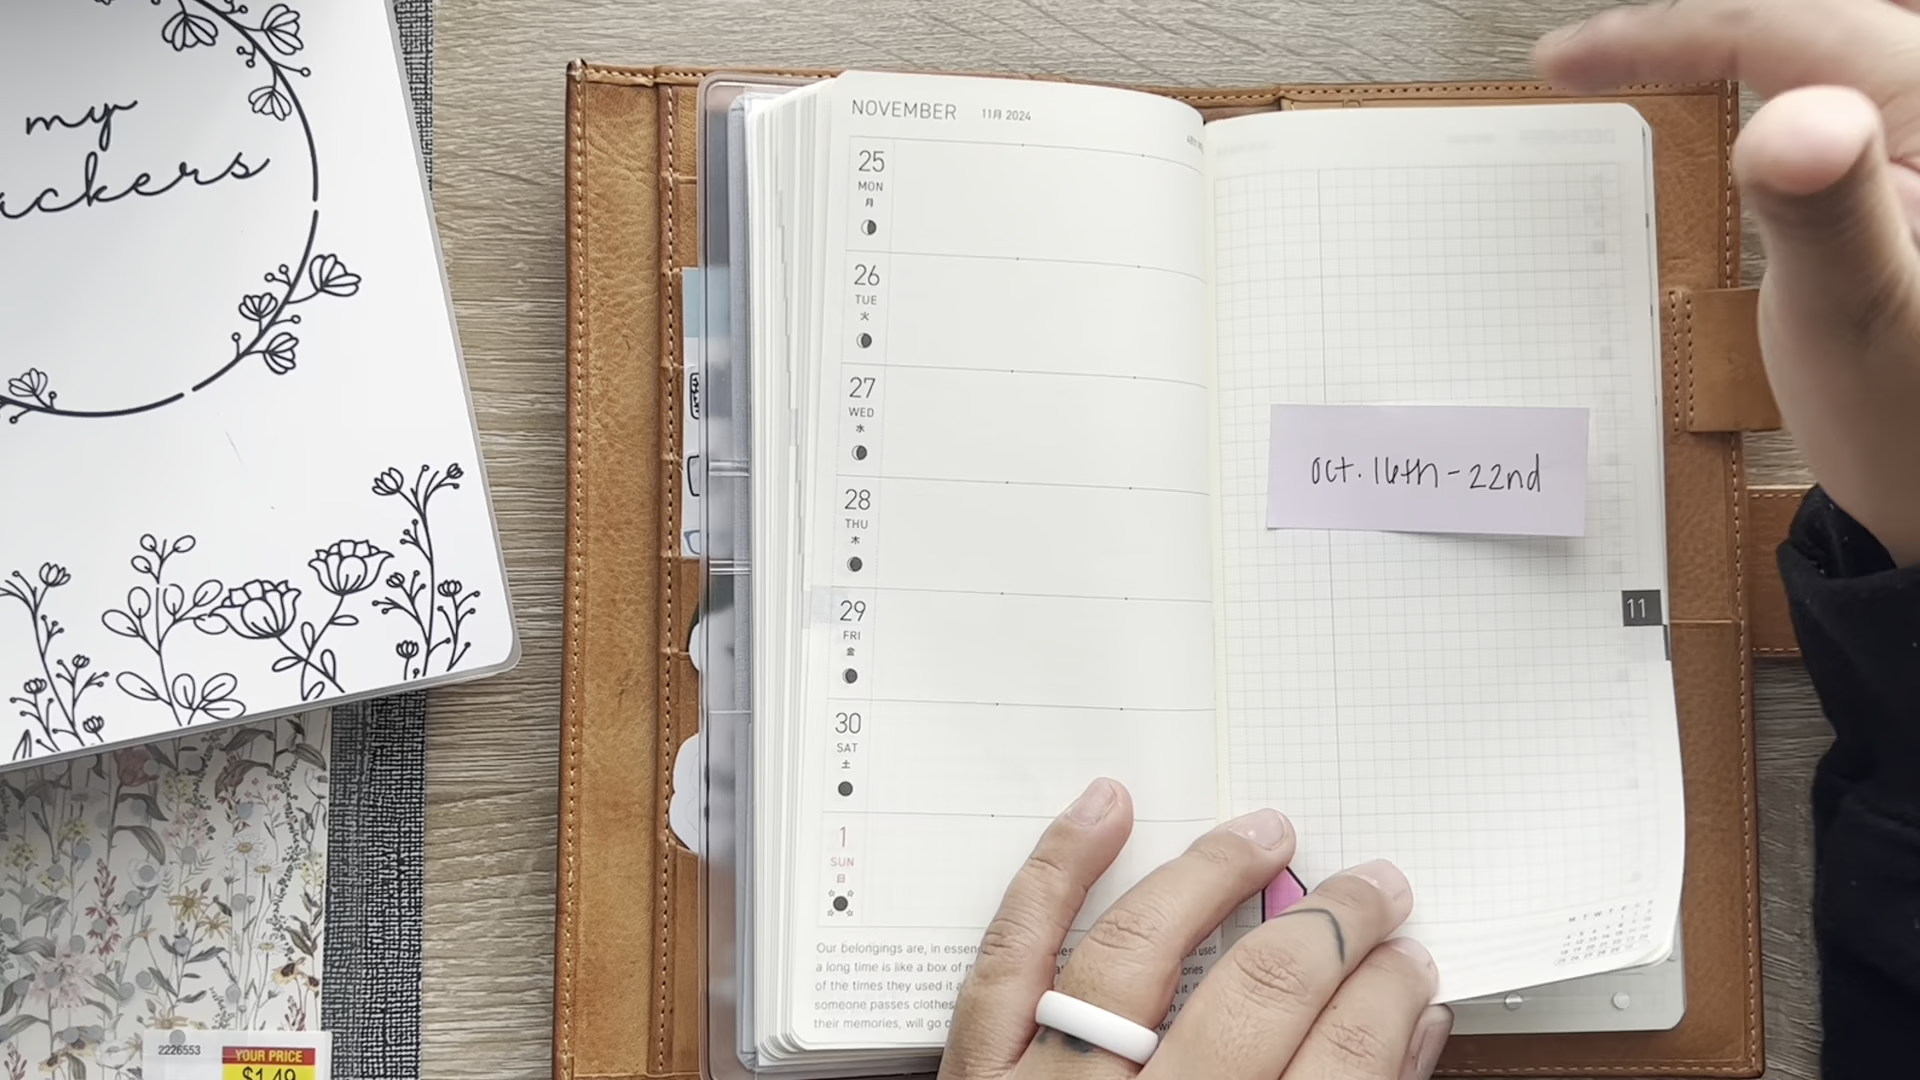 my
NOVEMBER 11月 2024
25
MON
月
26
TUE
火
27
WED
水
28
THU
木
29
FRI
金
30
SAT
土
1
SUN
日
Our belongings are, in
a long time is like a box of
of the times they used it
someone passes clothes
their memories, will go
oct. 16th - 22nd
11
M T W T F S S
2226553
YOUR PRICE
$1.49